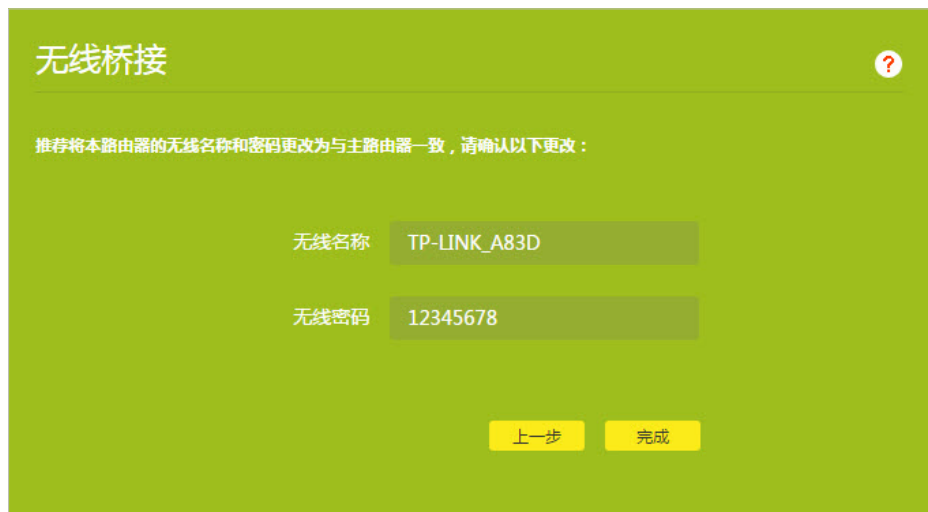 无线桥接
?
推荐将本路由器的无线名称和密码更改为与主路由器一致，请确认以下更改：
无线名称 TP-LINK_A83D
无线密码 12345678
上一步 完成